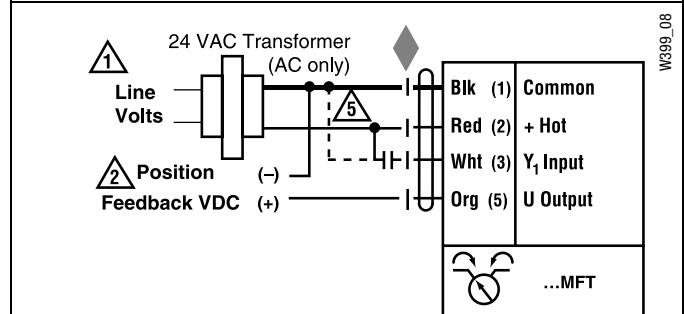 24 VAC Transformer
(AC only)
W399_08
1
Line
Volts
5
Blk (1) Common
Red (2) + Hot
Wht (3) Y₁ Input
Org (5) U Output
2 Position (–)
Feedback VDC (+)
...MFT